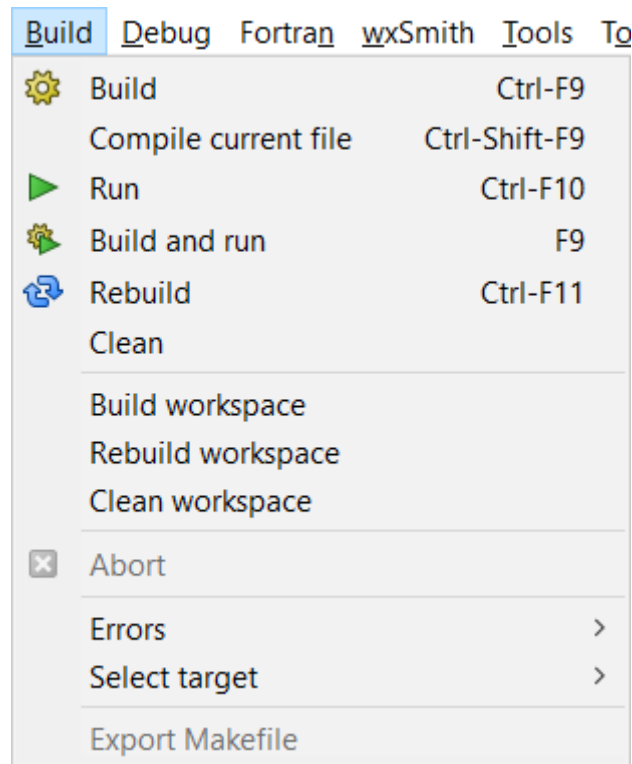 Build Debug Fortran wxSmith Tools To
Build Ctrl-F9
Compile current file Ctrl-Shift-F9
Run Ctrl-F10
Build and run F9
Rebuild Ctrl-F11
Clean
Build workspace
Rebuild workspace
Clean workspace
Abort
Errors
Select target
Export Makefile